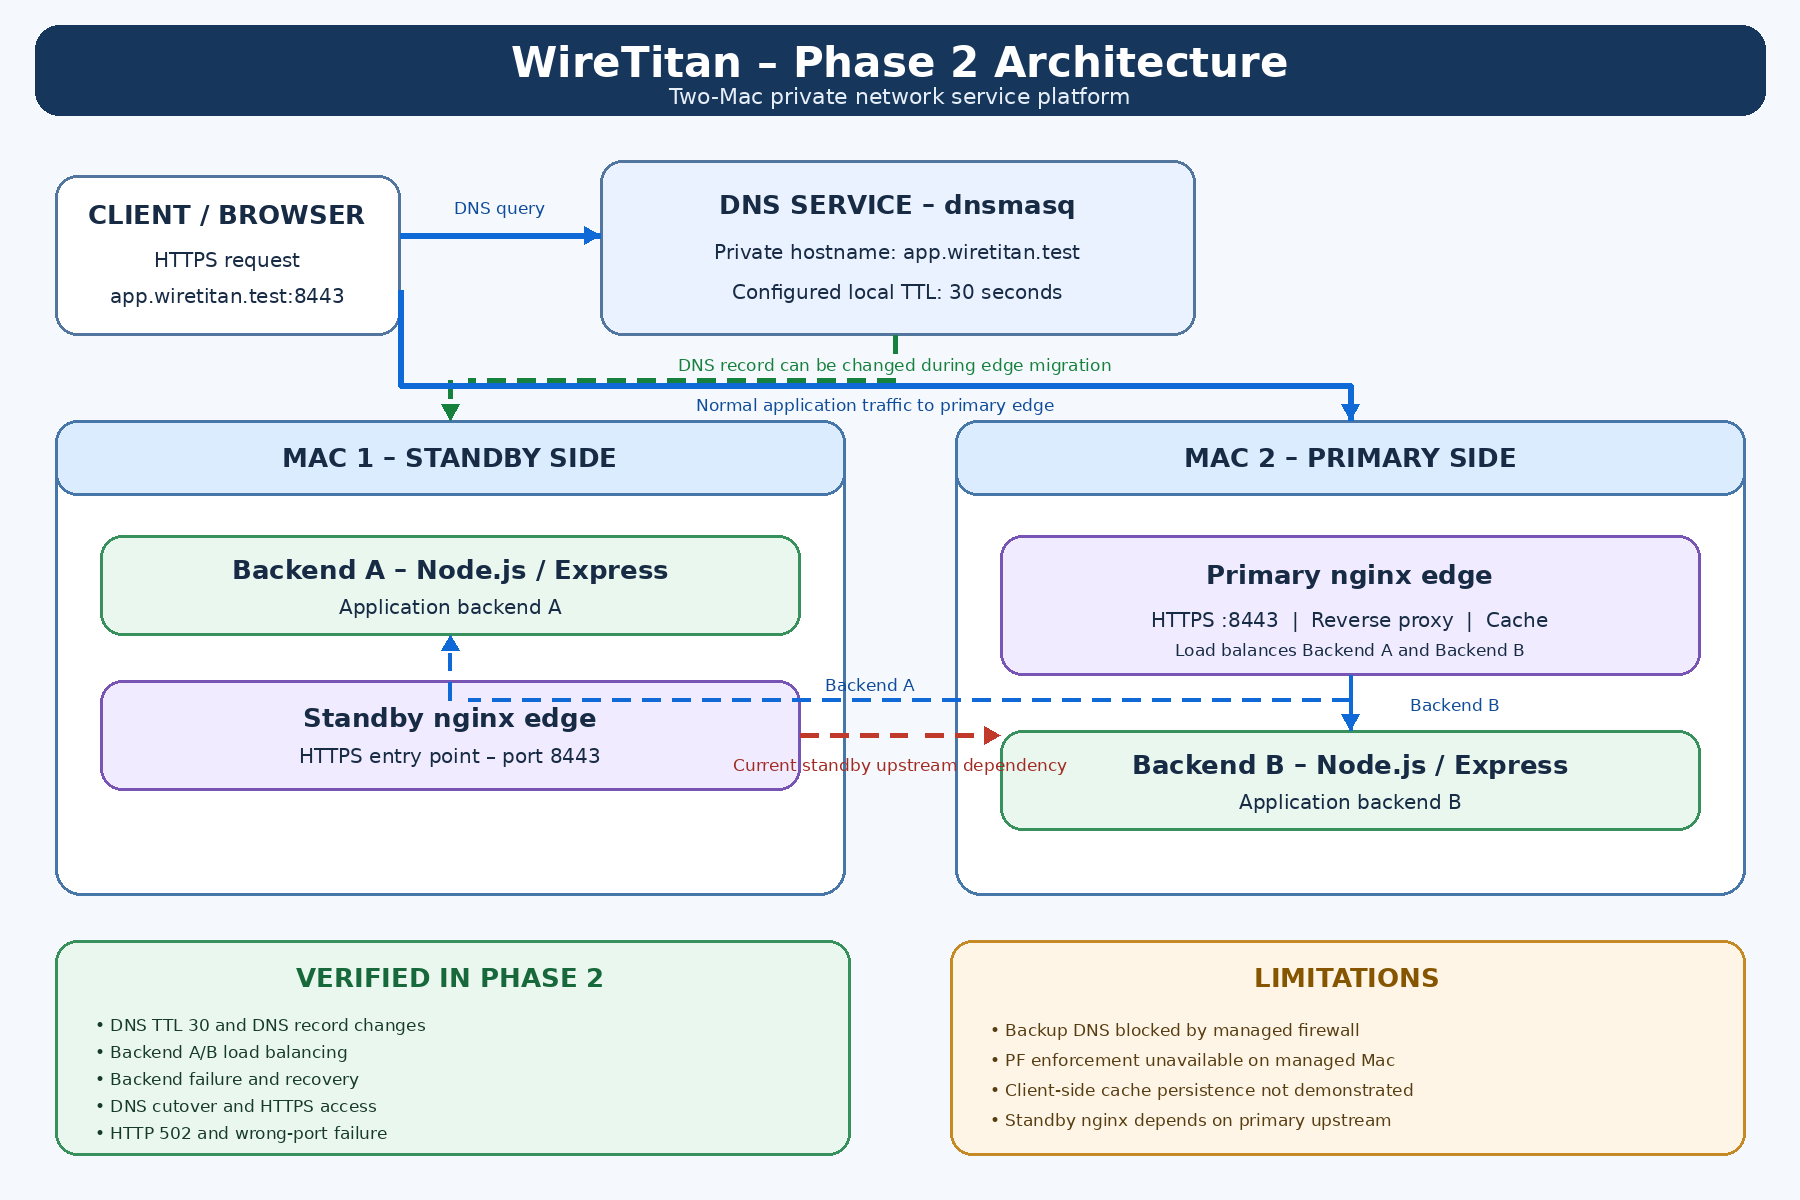 WireTitan – Phase 2 Architecture
Two-Mac private network service platform
CLIENT / BROWSER
HTTPS request
app.wiretitan.test:8443
DNS query
DNS SERVICE – dnsmasq
Private hostname: app.wiretitan.test
Configured local TTL: 30 seconds
DNS record can be changed during edge migration
Normal application traffic to primary edge
MAC 1 – STANDBY SIDE
Backend A – Node.js / Express
Application backend A
Standby nginx edge
HTTPS entry point – port 8443
Backend A
Current standby upstream dependency
MAC 2 – PRIMARY SIDE
Primary nginx edge
HTTPS :8443 | Reverse proxy | Cache
Load balances Backend A and Backend B
Backend B
Backend B – Node.js / Express
Application backend B
VERIFIED IN PHASE 2
• DNS TTL 30 and DNS record changes
• Backend A/B load balancing
• Backend failure and recovery
• DNS cutover and HTTPS access
• HTTP 502 and wrong-port failure
LIMITATIONS
• Backup DNS blocked by managed firewall
• PF enforcement unavailable on managed Mac
• Client-side cache persistence not demonstrated
• Standby nginx depends on primary upstream